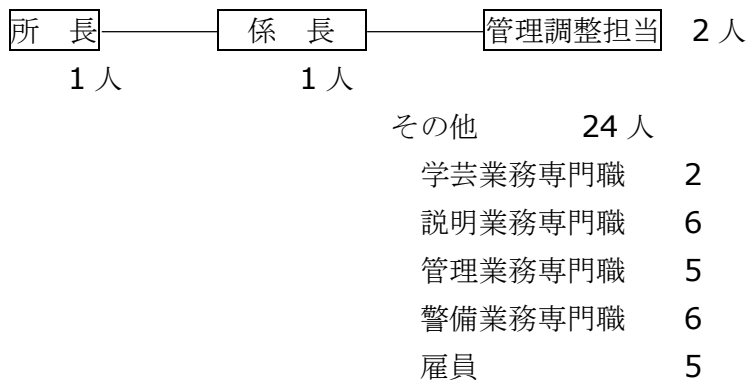 所　長　係　長　管理調整担当　2人
1人　1人
その他　24人
学芸業務専門職　2
説明業務専門職　6
管理業務専門職　5
警備業務専門職　6
雇員　5